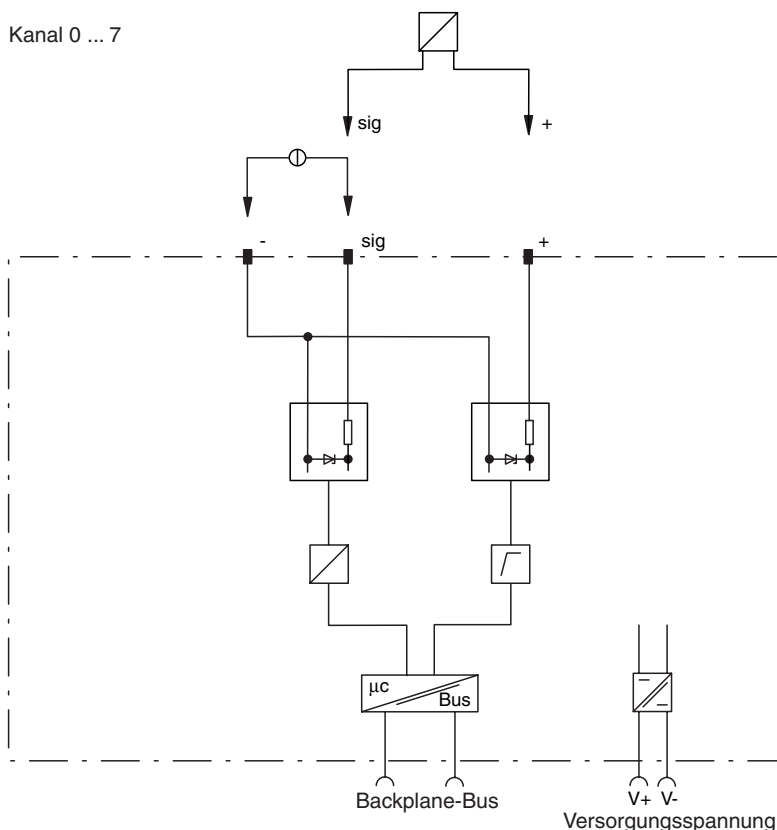 Kanal 0 ... 7
sig +
- sig +
µc
Bus
Backplane-Bus
V+ V-
Versorgungsspannung